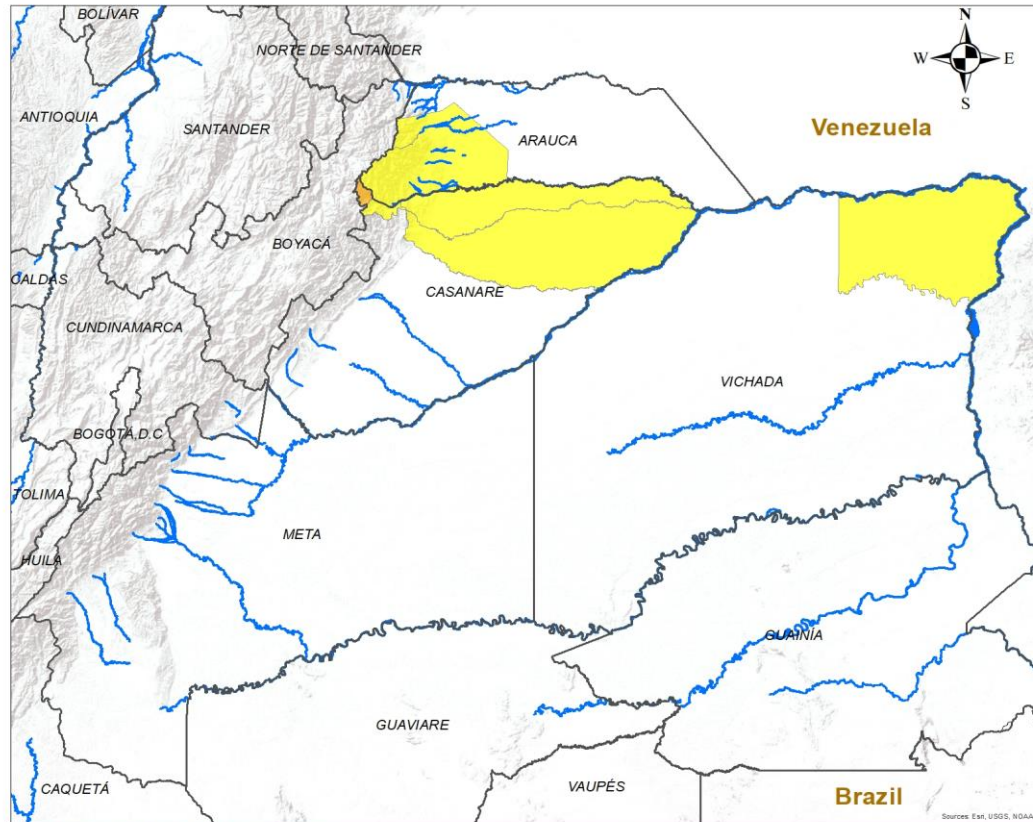 BOLÍVAR
NORTE DE SANTANDER
N
W
E
S
ANTIOQUIA
SANTANDER
ARAUCA
Venezuela
BOYACÁ
CALDAS
CASANARE
CUNDINAMARCA
VICHADA
BOGOTÁ,D.C
TOLIMA
META
HUILA
GUAINÍA
GUAVIARE
CAQUETÁ
VAUPÉS
Brazil
Sources: Esri, USGS, NOAA